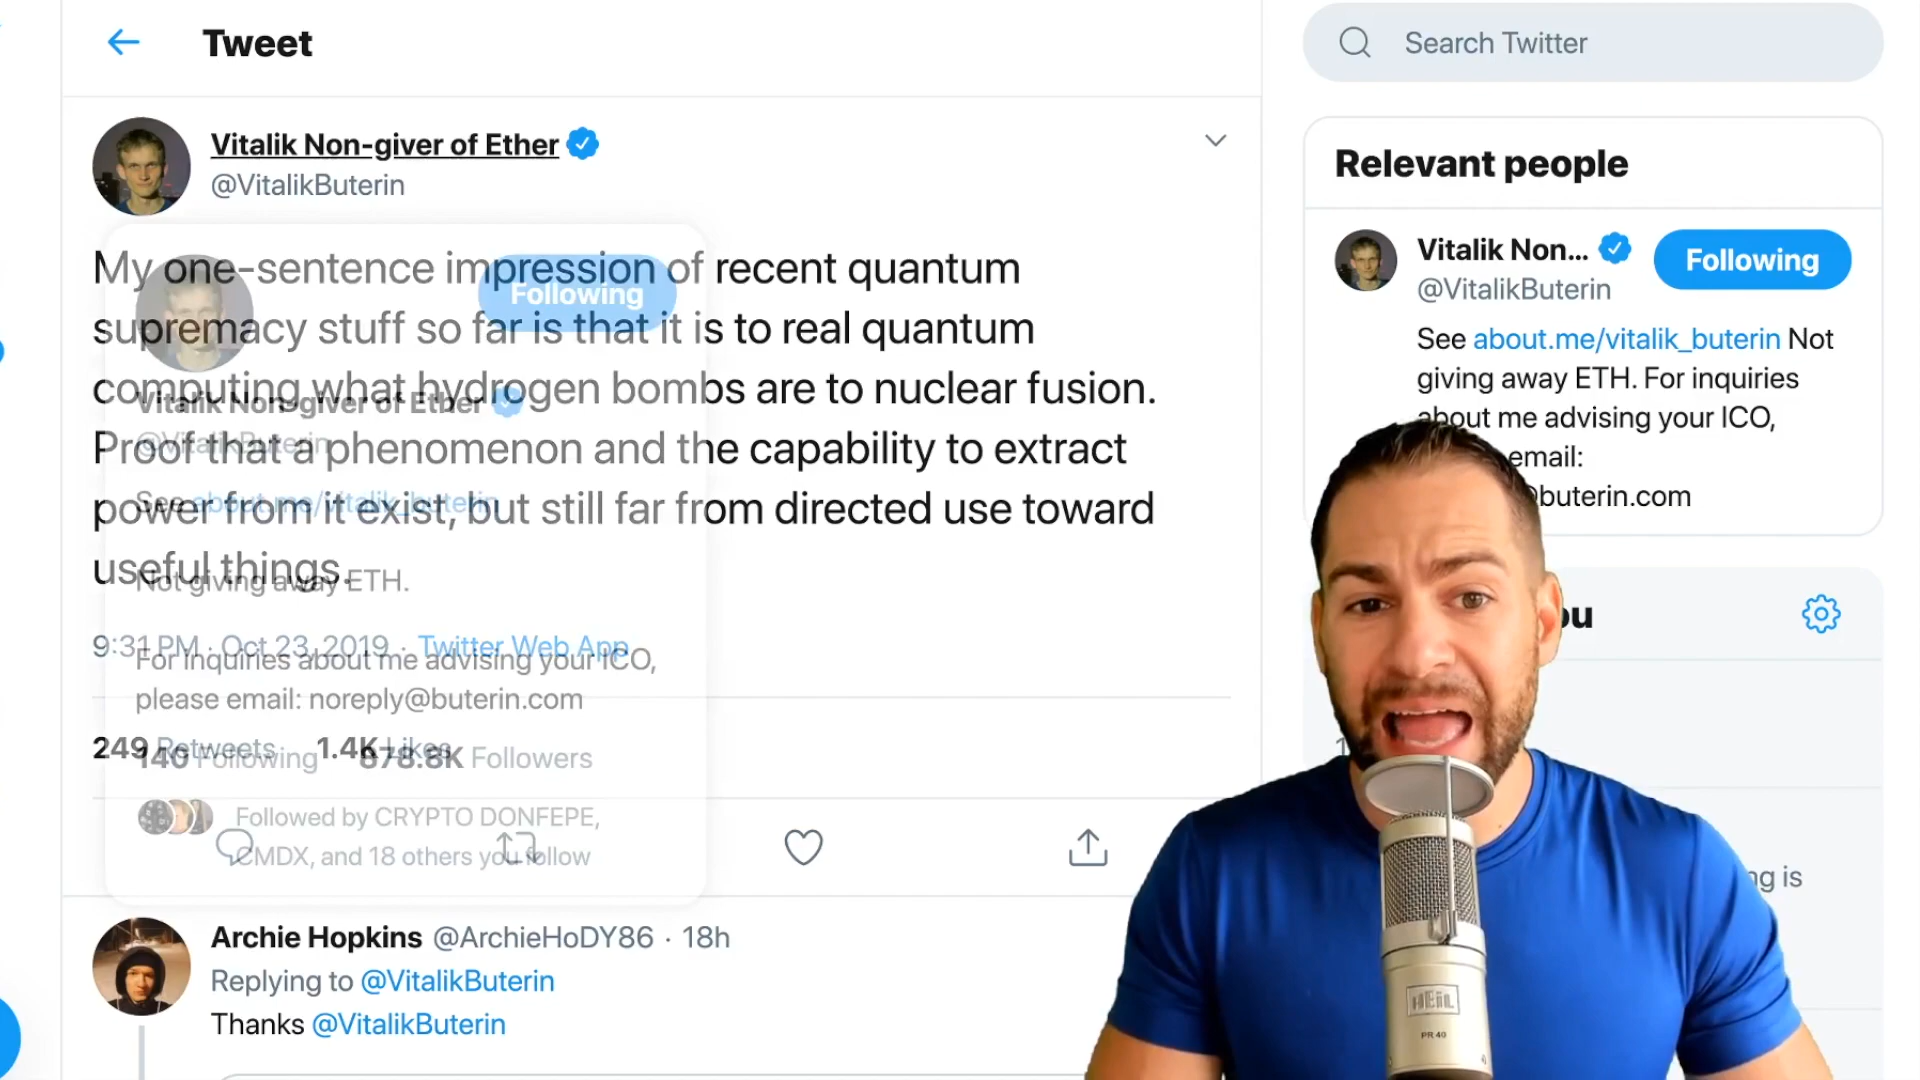 Tweet
Search Twitter
Vitalik Non-giver of Ether
@VitalikButerin
My one-sentence impression of recent quantum
supremacy stuff so far is that it is to real quantum
computing what hydrogen bombs are to nuclear fusion.
Proof that a phenomenon and the capability to extract
power from it exist, but still far from directed use toward
useful things.
9:31 PM · Oct 23, 2019 · Twitter Web App
249 Retweets 1.4K Likes
Following
Vitalik Non-giver of Ether
@VitalikButerin
See about.me/vitalik_buterin
Not giving away ETH.
For inquiries about me advising your ICO,
please email: noreply@buterin.com
140 Following 678.8K Followers
Followed by CRYPTO DONFEPE,
CMDX, and 18 others you follow
Archie Hopkins @ArchieHoDY86 · 18h
Replying to @VitalikButerin
Thanks @VitalikButerin
Relevant people
Vitalik Non...
Following
@VitalikButerin
See about.me/vitalik_buterin Not
giving away ETH. For inquiries
about me advising your ICO,
email:
buterin.com
is
HEIL
PR 40